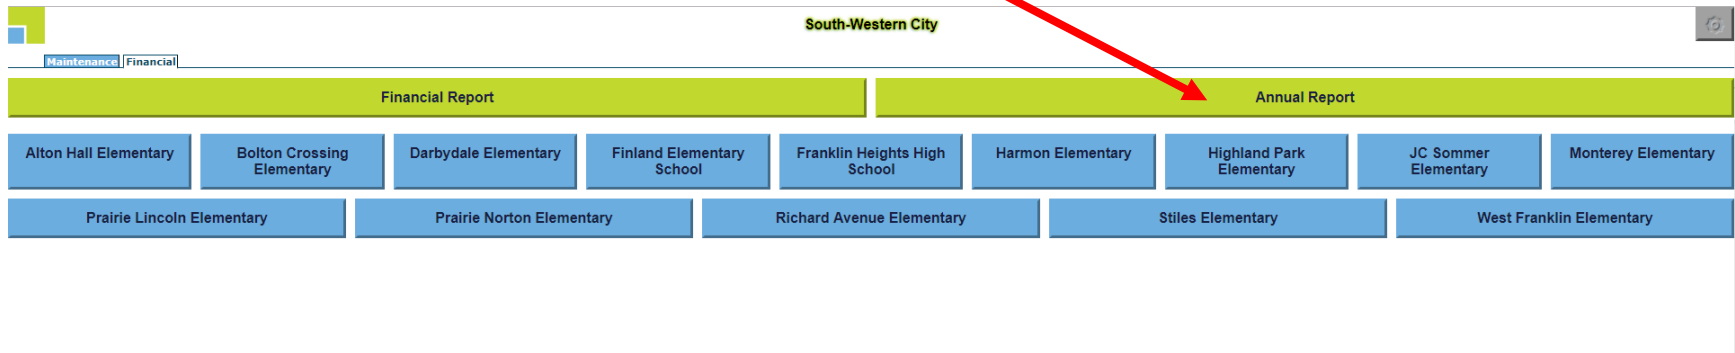 South-Western City
Maintenance Financial
Financial Report
Annual Report
Alton Hall Elementary
Bolton Crossing
Elementary
Darbydale Elementary
Finland Elementary
School
Franklin Heights High
School
Harmon Elementary
Highland Park
Elementary
JC Sommer
Elementary
Monterey Elementary
Prairie Lincoln Elementary
Prairie Norton Elementary
Richard Avenue Elementary
Stiles Elementary
West Franklin Elementary